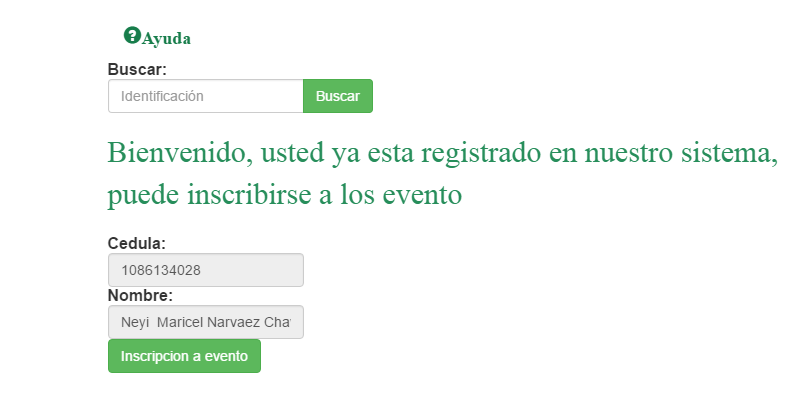 Ayuda
Buscar:
Identificación Buscar
Bienvenido, usted ya esta registrado en nuestro sistema,
puede inscribirse a los evento
Cedula:
1086134028
Nombre:
Neyi Maricel Narvaez Cha
Inscripcion a evento